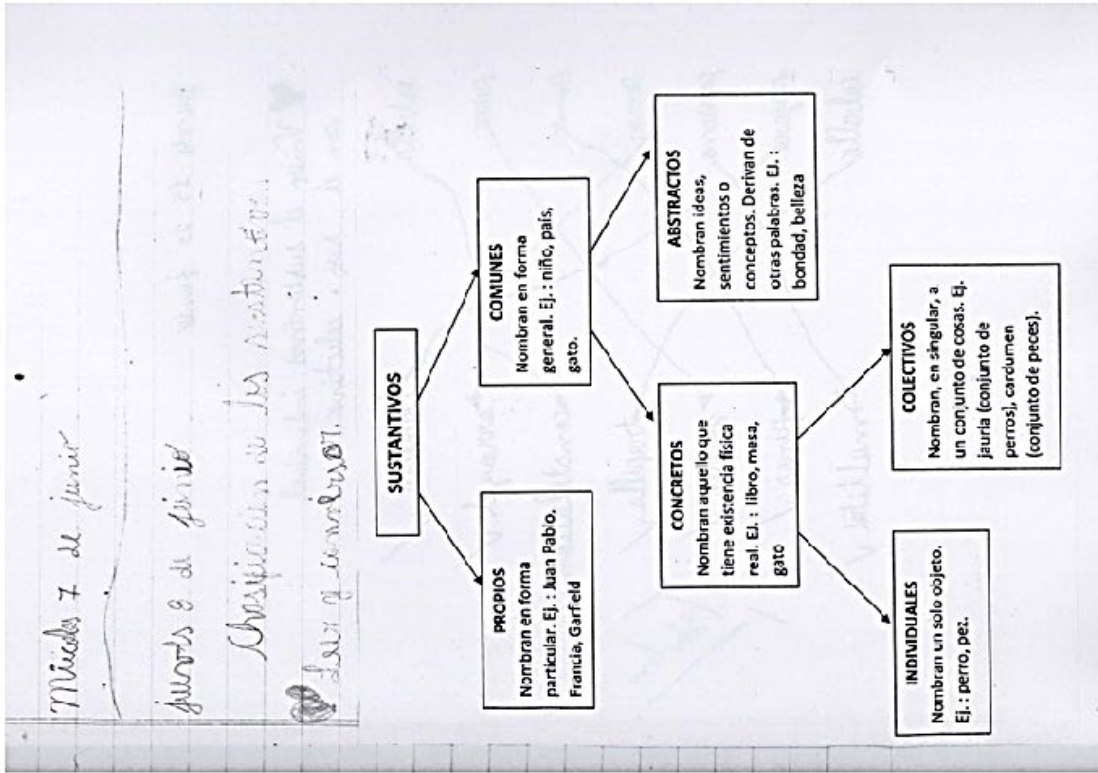 Miércoles 7 de junio
jueves 8 de junio
Clasificacion de los sustantivos.
Leer y conversar.
SUSTANTIVOS
PROPIOS
Nombran en forma
particular. Ej. : Juan Pablo.
Francia, Garfield
COMUNES
Nombran en forma
general. Ej. : niño, país,
gato.
CONCRETOS
Nombran aquello que
tiene existencia física
real. EJ. : libro, mesa,
gato
ABSTRACTOS
Nombran ideas,
sentimientos o
conceptos. Derivan de
otras palabras. EJ. :
bondad, belleza
INDIVIDUALES
Nombran un solo objeto.
Ej. : perro, pez.
COLECTIVOS
Nombran, en singular, a
un conjunto de cosas. Ej.
jauría (conjunto de
perros), cardumen
(conjunto de peces).